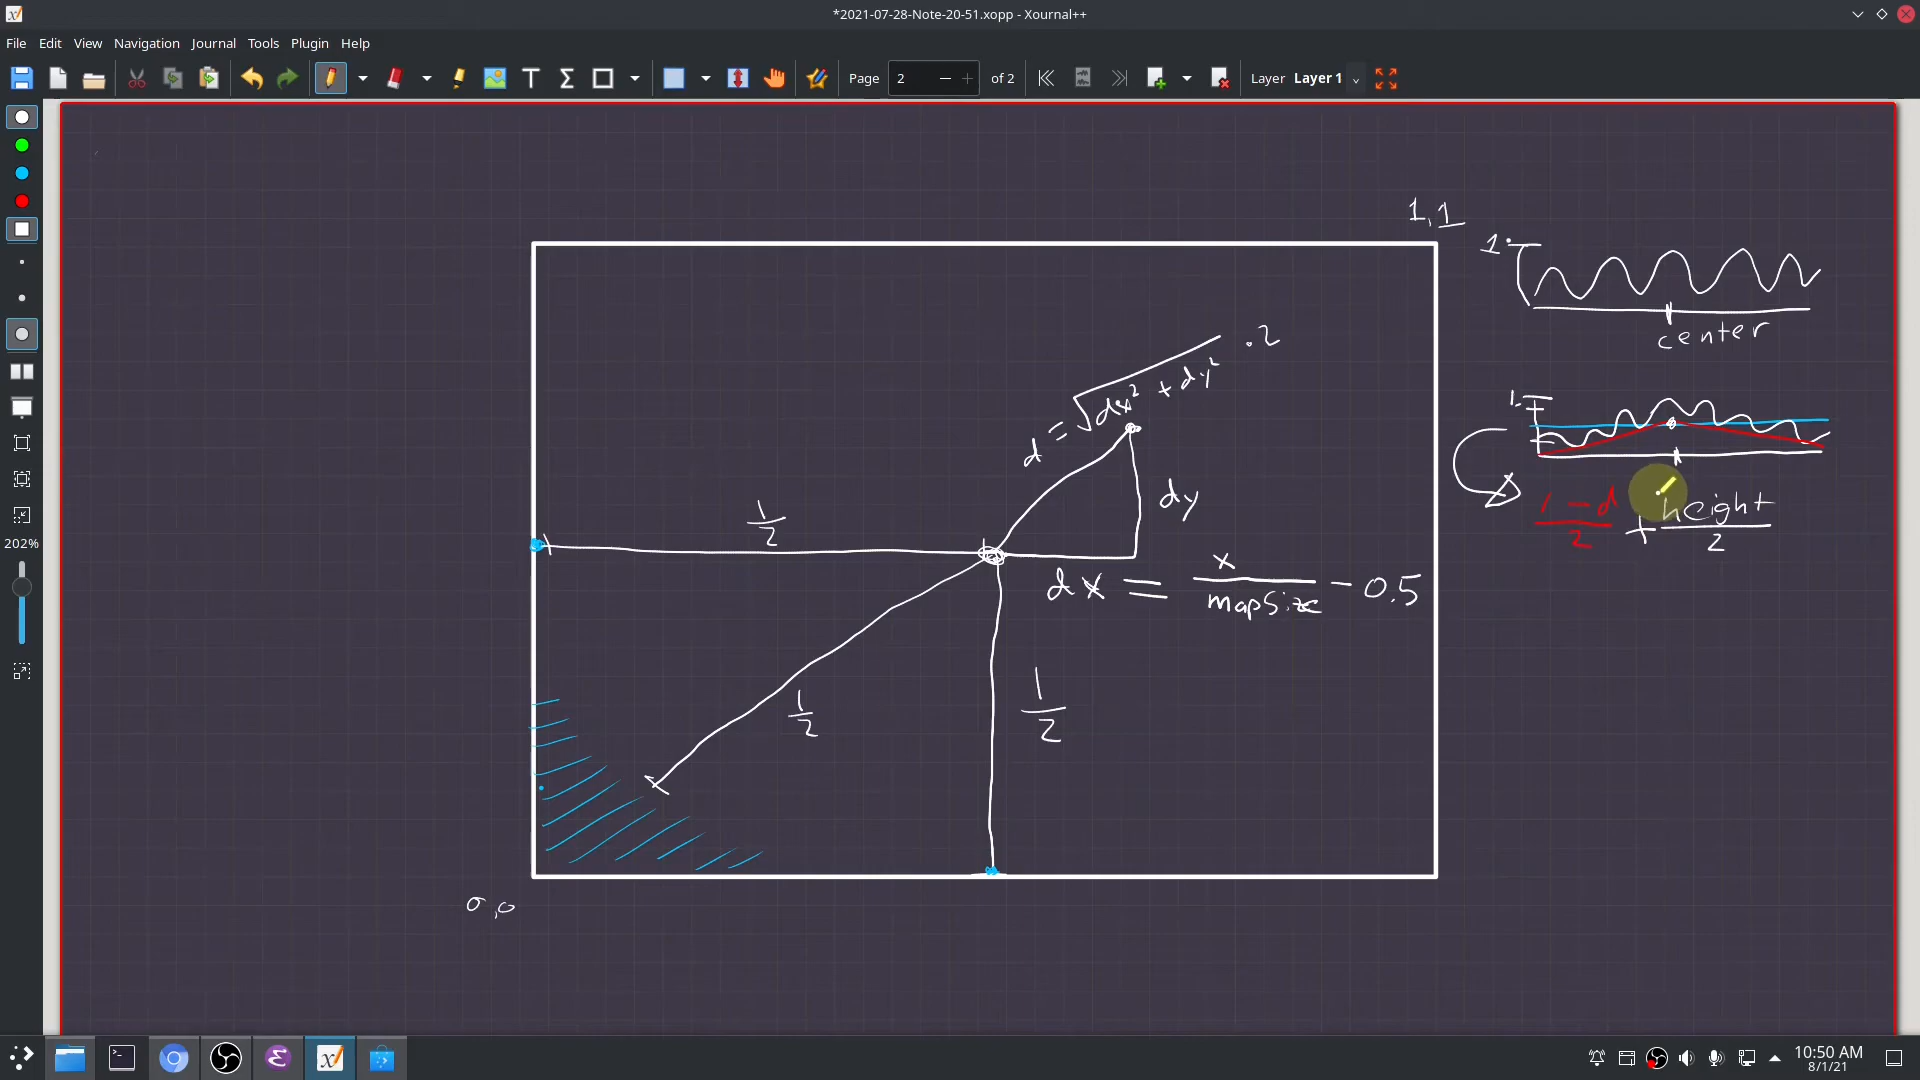 *2021-07-28-Note-20-51.xopp - Xournal++
File Edit View Navigation Journal Tools Plugin Help
Page 2 of 2 Layer Layer 1
202%
1,1
1.
center
d = √dx² + dy² . 2
1.
1/2
dy
1 - d/2 + height/2
dx = x/mapSize - 0.5
1/2
1/2
0,0
10:50 AM
8/1/21